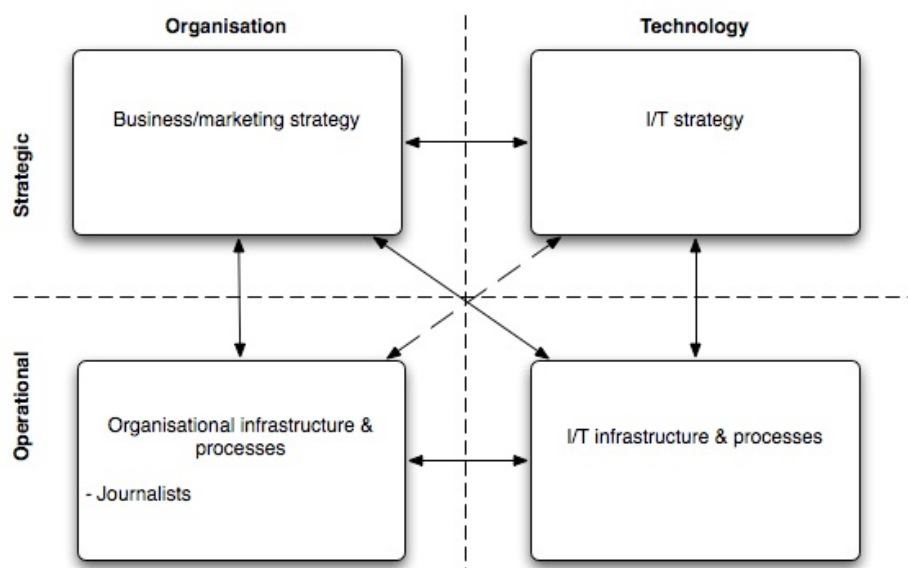 Organisation
Technology
Strategic
Business/marketing strategy
I/T strategy
Operational
Organisational infrastructure &
processes
- Journalists
I/T infrastructure & processes